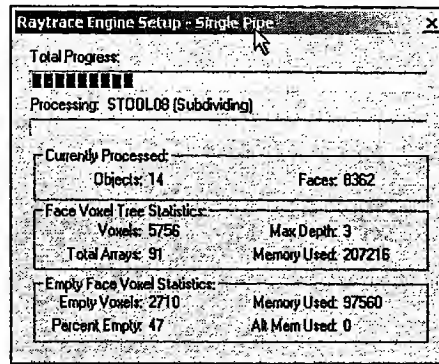 Raytrace Engine Setup - Single Pipe
Total Progress:
Processing: STOOL08 (Subdividing)
Currently Processed:
Objects: 14 Faces: 8362
Face Voxel Tree Statistics:
Voxels: 5756 Max Depth: 3
Total Arrays: 91 Memory Used: 207216
Empty Face Voxel Statistics:
Empty Voxels: 2710 Memory Used: 97560
Percent Empty: 47 Alt Mem Used: 0